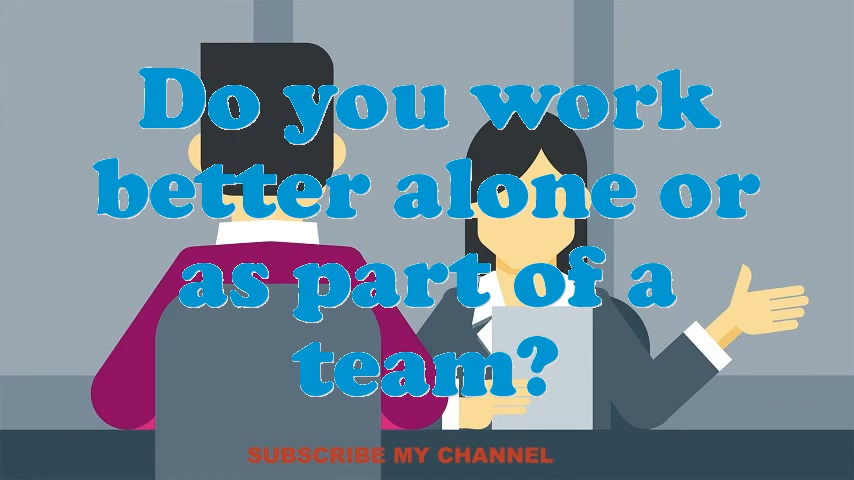 Do you work
better alone or
as part of a
team?
SUBSCRIBE MY CHANNEL